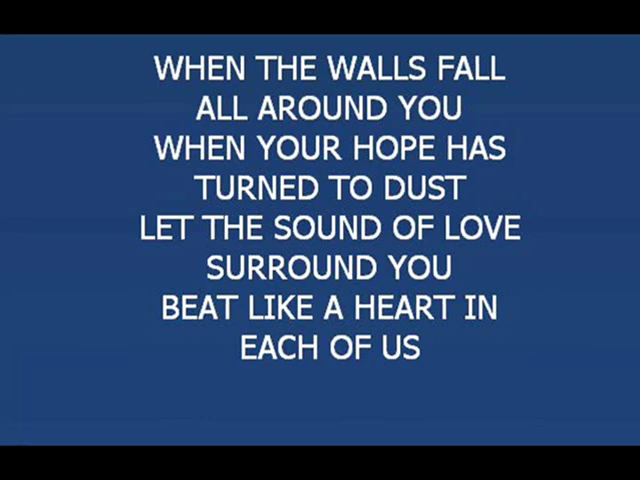 WHEN THE WALLS FALL
ALL AROUND YOU
WHEN YOUR HOPE HAS
TURNED TO DUST
LET THE SOUND OF LOVE
SURROUND YOU
BEAT LIKE A HEART IN
EACH OF US